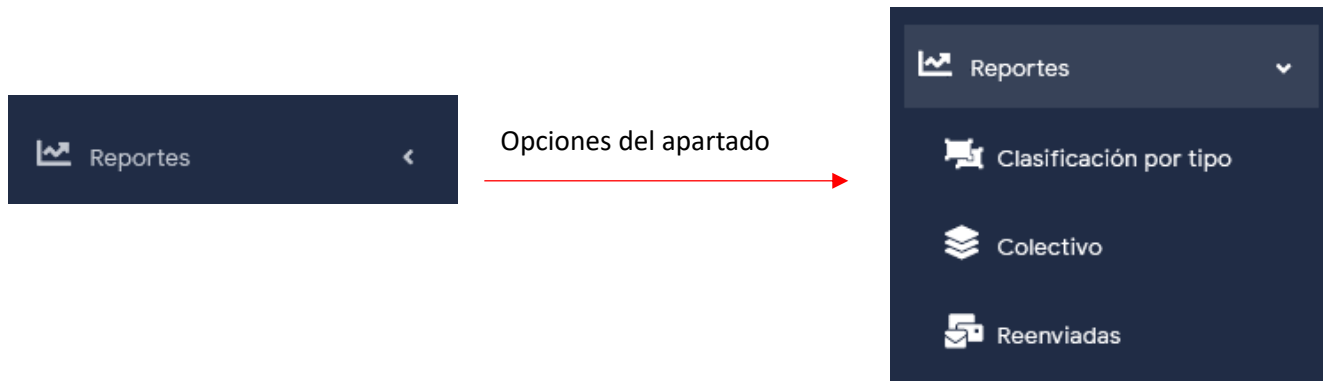 Reportes
Opciones del apartado
Reportes
Clasificación por tipo
Colectivo
Reenviadas